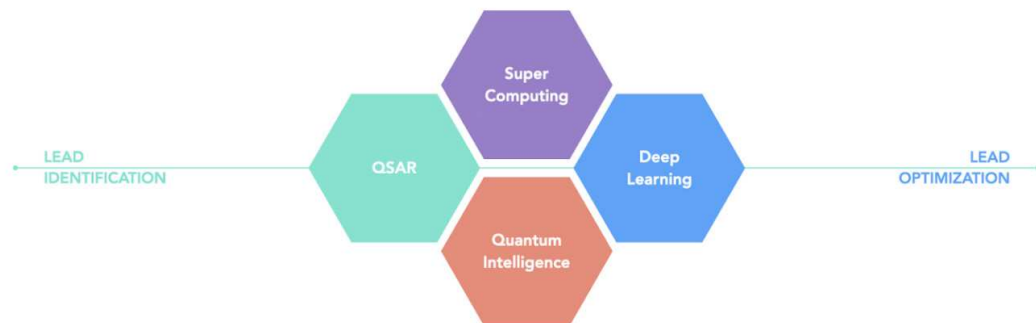 Super
Computing
LEAD
IDENTIFICATION
QSAR
Deep
Learning
LEAD
OPTIMIZATION
Quantum
Intelligence